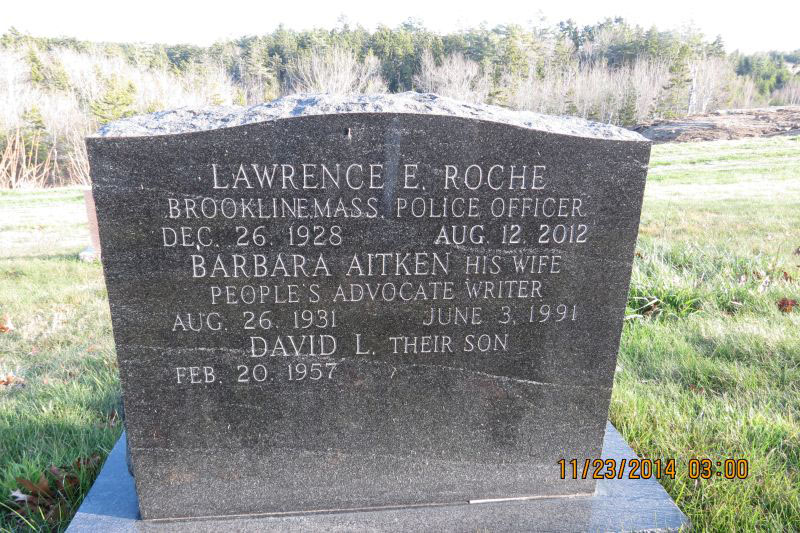 LAWRENCE E. ROCHE
BROOKLINE,MASS. POLICE OFFICER
DEC. 26 1928 AUG. 12. 2012
BARBARA AITKEN HIS WIFE
PEOPLE'S ADVOCATE WRITER
AUG. 26. 1931 JUNE 3, 1991
DAVID L. THEIR SON
FEB. 20 1957
11/23/2014 03:00